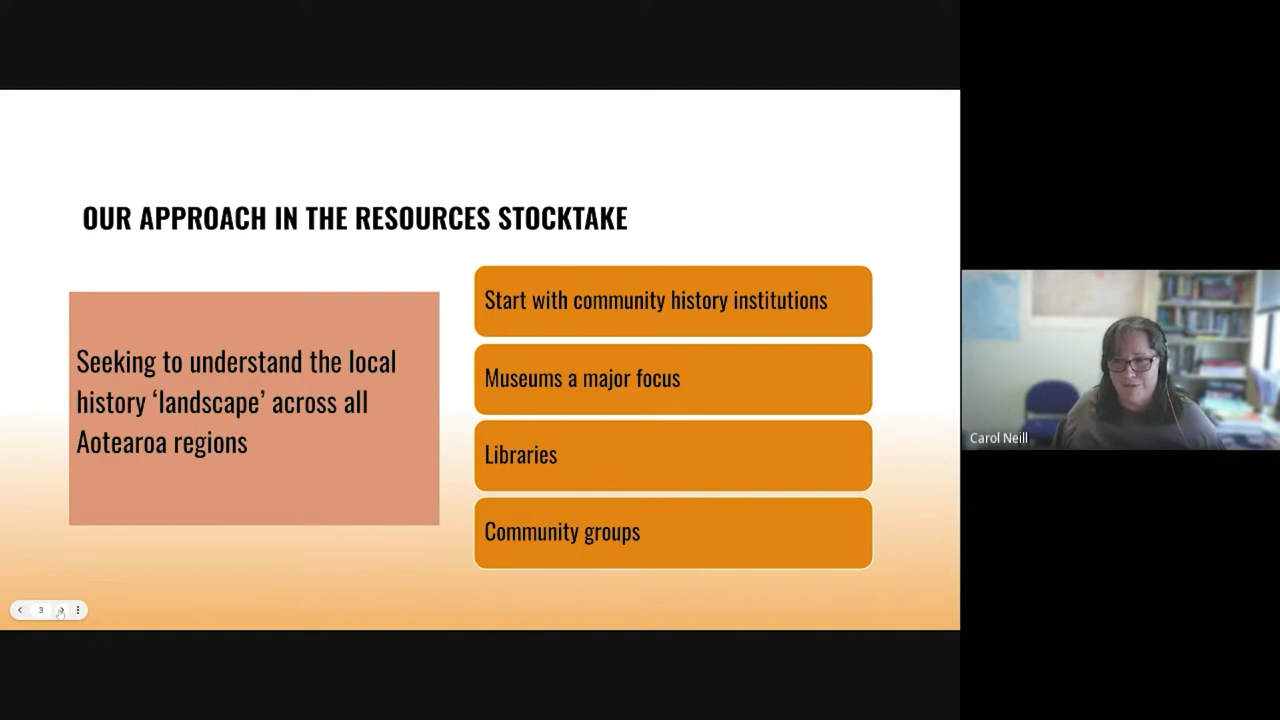 OUR APPROACH IN THE RESOURCES STOCKTAKE
Seeking to understand the local
history ‘landscape’ across all
Aotearoa regions
Start with community history institutions
Museums a major focus
Libraries
Community groups
Carol Neill
3